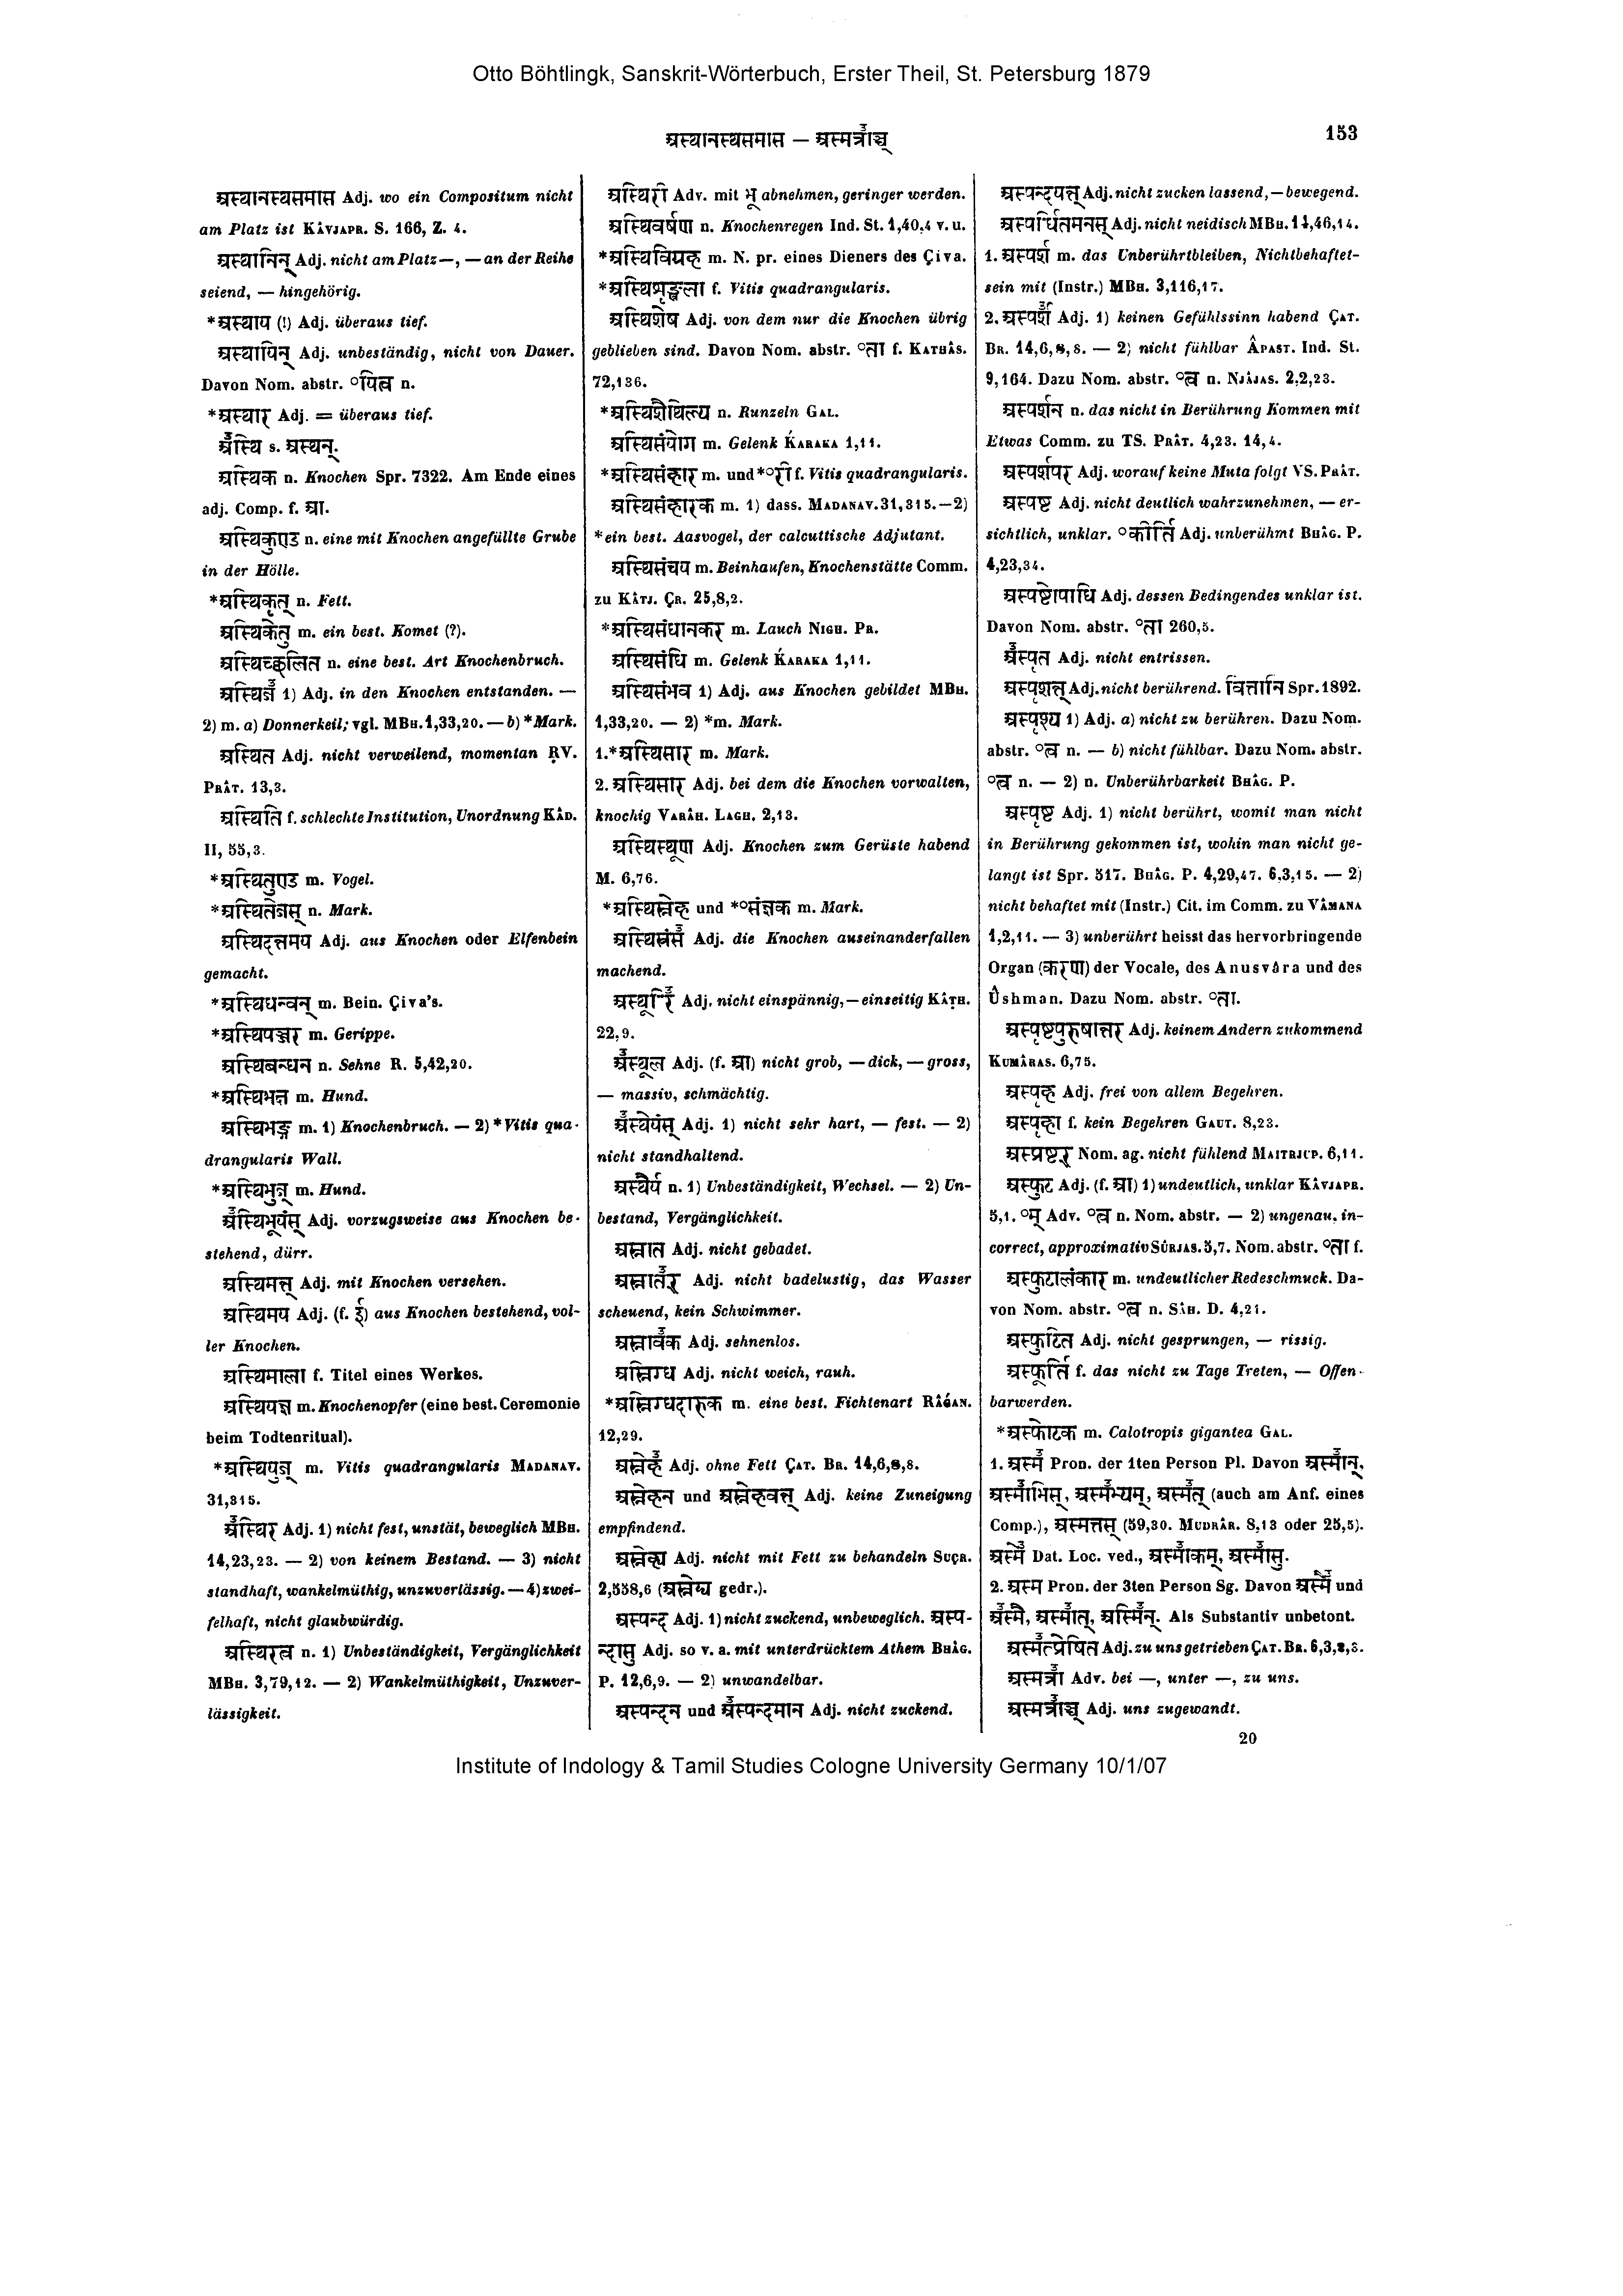 Otto Böhtlingk, Sanskrit-Wörterbuch, Erster Theil, St. Petersburg 1879
अस्थानस्थसमास — अस्मत्राञ्च्
153
अस्थानस्थसमास Adj. wo ein Compositum nicht
am Platz ist KÂVJAPR. S. 166, Z. 4.
अस्थानिन् Adj. nicht am Platz —, — an der Reihe
seiend, — hingehörig.
*अस्थाघ (!) Adj. überaus tief.
अस्थायिन् Adj. unbeständig, nicht von Dauer.
Davon Nom. abstr. °यित्व n.
*अस्थार Adj. = überaus tief.
अस्थि s. अस्थन्.
अस्थिक n. Knochen Spr. 7322. Am Ende eines
adj. Comp. f. आ.
अस्थिकुण्ड n. eine mit Knochen angefüllte Grube
in der Hölle.
*अस्थिकृत् n. Fett.
अस्थिकेतु m. ein best. Komet (?).
अस्थिच्छलित n. eine best. Art Knochenbruch.
अस्थिज 1) Adj. in den Knochen entstanden. —
2) m. a) Donnerkeil; vgl. MBH. 1,33,20. — b) *Mark.
अस्थित Adj. nicht verweilend, momentan ṚV.
PRÂT. 13,3.
अस्थिति f. schlechte Institution, Unordnung KÂD.
II, 55,3.
*अस्थितुण्ड m. Vogel.
*अस्थितेजस् n. Mark.
अस्थिदन्तमय Adj. aus Knochen oder Elfenbein
gemacht.
*अस्थिधन्वन् m. Bein. Çiva's.
*अस्थिपञ्जर m. Gerippe.
अस्थिबन्धन n. Sehne R. 5,42,20.
*अस्थिभक्ष m. Hund.
अस्थिभङ्ग m. 1) Knochenbruch. — 2) *Vitis qua-
drangularis Wall.
*अस्थिभुज् m. Hund.
अस्थिभूयंस् Adj. vorzugsweise aus Knochen be-
stehend, dürr.
अस्थिमत्त् Adj. mit Knochen versehen.
अस्थिमय Adj. (f. ई) aus Knochen bestehend, vol-
ler Knochen.
अस्थिमाला f. Titel eines Werkes.
अस्थियज्ञ m. Knochenopfer (eine best. Ceremonie
beim Todtenritual).
*अस्थियुज् m. Vitis quadrangularis MADANAV.
31,315.
अस्थिर Adj. 1) nicht fest, unstät, beweglich MBH.
14,23,23. — 2) von keinem Bestand. — 3) nicht
standhaft, wankelmüthig, unzuverlässig. — 4) zwei-
felhaft, nicht glaubwürdig.
अस्थिरत्व n. 1) Unbeständigkeit, Vergänglichkeit
MBH. 3,79,12. — 2) Wankelmüthigkeit, Unzuver-
lässigkeit.
अस्थिरी Adv. mit भू abnehmen, geringer werden.
अस्थिवर्षण n. Knochenregen Ind. St. 1,40,4 v. u.
*अस्थिविग्रह m. N. pr. eines Dieners des Çiva.
*अस्थिशृङ्खला f. Vitis quadrangularis.
अस्थिशेष Adj. von dem nur die Knochen übrig
geblieben sind. Davon Nom. abstr. °ता f. KATHÂS.
72,136.
*अस्थिशैथिल्य n. Runzeln GAL.
अस्थिसंयोग m. Gelenk ḰARAKA 1,11.
*अस्थिसंहार m. und *°री f. Vitis quadrangularis.
अस्थिसंहारक m. 1) dass. MADANAV. 31,315. — 2)
*ein best. Aasvogel, der calcuttische Adjutant.
अस्थिसंचय m. Beinhaufen, Knochenstätte Comm.
zu KÂTJ. ÇR. 25,8,2.
*अस्थिसंधानकर m. Lauch NIGH. PR.
अस्थिसंधि m. Gelenk ḰARAKA 1,11.
अस्थिसंभव 1) Adj. aus Knochen gebildet MBH.
1,33,20. — 2) *m. Mark.
1. *अस्थिसार m. Mark.
2. अस्थिसार Adj. bei dem die Knochen vorwalten,
knochig VARÂH. LAGH. 2,13.
अस्थिस्थूण Adj. Knochen zum Gerüste habend
M. 6,76.
*अस्थिस्नेह und *°संज्ञक m. Mark.
अस्थिस्रंस Adj. die Knochen auseinanderfallen
machend.
अस्थूरि Adj. nicht einspännig, — einseitig KÂTH.
22,9.
अस्थूल Adj. (f. आ) nicht grob, — dick, — gross,
— massiv, schmächtig.
अस्थेयंस् Adj. 1) nicht sehr hart, — fest. — 2)
nicht standhaltend.
अस्थैर्य n. 1) Unbeständigkeit, Wechsel. — 2) Un-
bestand, Vergänglichkeit.
अस्नात Adj. nicht gebadet.
अस्नातर् Adj. nicht badelustig, das Wasser
scheuend, kein Schwimmer.
अस्नावक Adj. sehnenlos.
अस्निग्ध Adj. nicht weich, rauh.
*अस्निग्धदारुक m. eine best. Fichtenart RÂǴAN.
12,29.
अस्नेह Adj. ohne Fett ÇAT. BR. 14,6,8,8.
अस्नेहन und अस्नेहवत्त् Adj. keine Zuneigung
empfindend.
अस्नेह्य Adj. nicht mit Fett zu behandeln SUÇR.
2,558,6 (अस्नेय्य gedr.).
अस्पन्द Adj. 1) nicht zuckend, unbeweglich. अस्प-
न्दासु Adj. so v. a. mit unterdrücktem Athem BHÂG.
P. 12,6,9. — 2) unwandelbar.
अस्पन्दन und अस्पन्दमान Adj. nicht zuckend.
अस्पन्दयत्त् Adj. nicht zucken lassend, — bewegend.
अस्पर्धितमनस् Adj. nicht neidisch MBH. 14,46,14.
1. अस्पर्श m. das Unberührtbleiben, Nichtbehaftet-
sein mit (Instr.) MBH. 3,116,17.
2. अस्पर्श Adj. 1) keinen Gefühlssinn habend ÇAT.
BR. 14,6,8,8. — 2) nicht fühlbar ÂPAST. Ind. St.
9,164. Dazu Nom. abstr. °त्व n. NJÂJAS. 2,2,23.
अस्पर्शन n. das nicht in Berührung Kommen mit
Etwas Comm. zu TS. PRÂT. 4,23. 14,4.
अस्पर्शपर Adj. worauf keine Muta folgt VS. PRÂT.
अस्पष्ट Adj. nicht deutlich wahrzunehmen, — er-
sichtlich, unklar. °कीर्ति Adj. unberühmt BHÂG. P.
4,23,34.
अस्पष्टोपाधि Adj. dessen Bedingendes unklar ist.
Davon Nom. abstr. °ता 260,5.
अस्पृत Adj. nicht entrissen.
अस्पृशत्त् Adj. nicht berührend. चित्तानि Spr. 1892.
अस्पृश्य 1) Adj. a) nicht zu berühren. Dazu Nom.
abstr. °त्व n. — b) nicht fühlbar. Dazu Nom. abstr.
°त्व n. — 2) n. Unberührbarkeit BHÂG. P.
अस्पृष्ट Adj. 1) nicht berührt, womit man nicht
in Berührung gekommen ist, wohin man nicht ge-
langt ist Spr. 517. BHÂG. P. 4,29,47. 6,3,15. — 2)
nicht behaftet mit (Instr.) Cit. im Comm. zu VÂMANA
1,2,11. — 3) unberührt heisst das hervorbringende
Organ (करण) der Vocale, des Anusvâra und des
Ûshman. Dazu Nom. abstr. °ता.
अस्पृष्टपुरुषान्तर Adj. keinem Andern zukommend
KUMÂRAS. 6,75.
अस्पृह Adj. frei von allem Begehren.
अस्पृहा f. kein Begehren GAUT. 8,23.
अस्प्रष्टर् Nom. ag. nicht fühlend MAITRJUP. 6,11.
अस्फुट Adj. (f. आ) 1) undeutlich, unklar KÂVJAPR.
5,1. °म् Adv. °त्व n. Nom. abstr. — 2) ungenau, in-
correct, approximativ SÛRJAS. 5,7. Nom. abstr. °ता f.
अस्फुटालंकार m. undeutlicher Redeschmuck. Da-
von Nom. abstr. °त्व n. SÂH. D. 4,21.
अस्फुटित Adj. nicht gesprungen, — rissig.
अस्फूर्ति f. das nicht zu Tage Treten, — Offen-
barwerden.
*अस्फोटक m. Calotropis gigantea GAL.
1. अस्म Pron. der 1ten Person Pl. Davon अस्मान्,
अस्माभिस्, अस्मभ्यम्, अस्मत् (auch am Anf. eines
Comp.), अस्मत्तस् (59,30. MUDRÂR. 8,13 oder 25,5).
अस्मे Dat. Loc. ved., अस्माकम्, अस्मासु.
2. अस्म Pron. der 3ten Person Sg. Davon अस्मै und
अस्मै, अस्मात्, अस्मिन्. Als Substantiv unbetont.
अस्मत्प्रेषित Adj. zu uns getrieben ÇAT. BR. 6,3,2,3.
अस्मत्रा Adv. bei —, unter —, zu uns.
अस्मत्राञ्च् Adj. uns zugewandt.
20
Institute of Indology & Tamil Studies Cologne University Germany 10/1/07